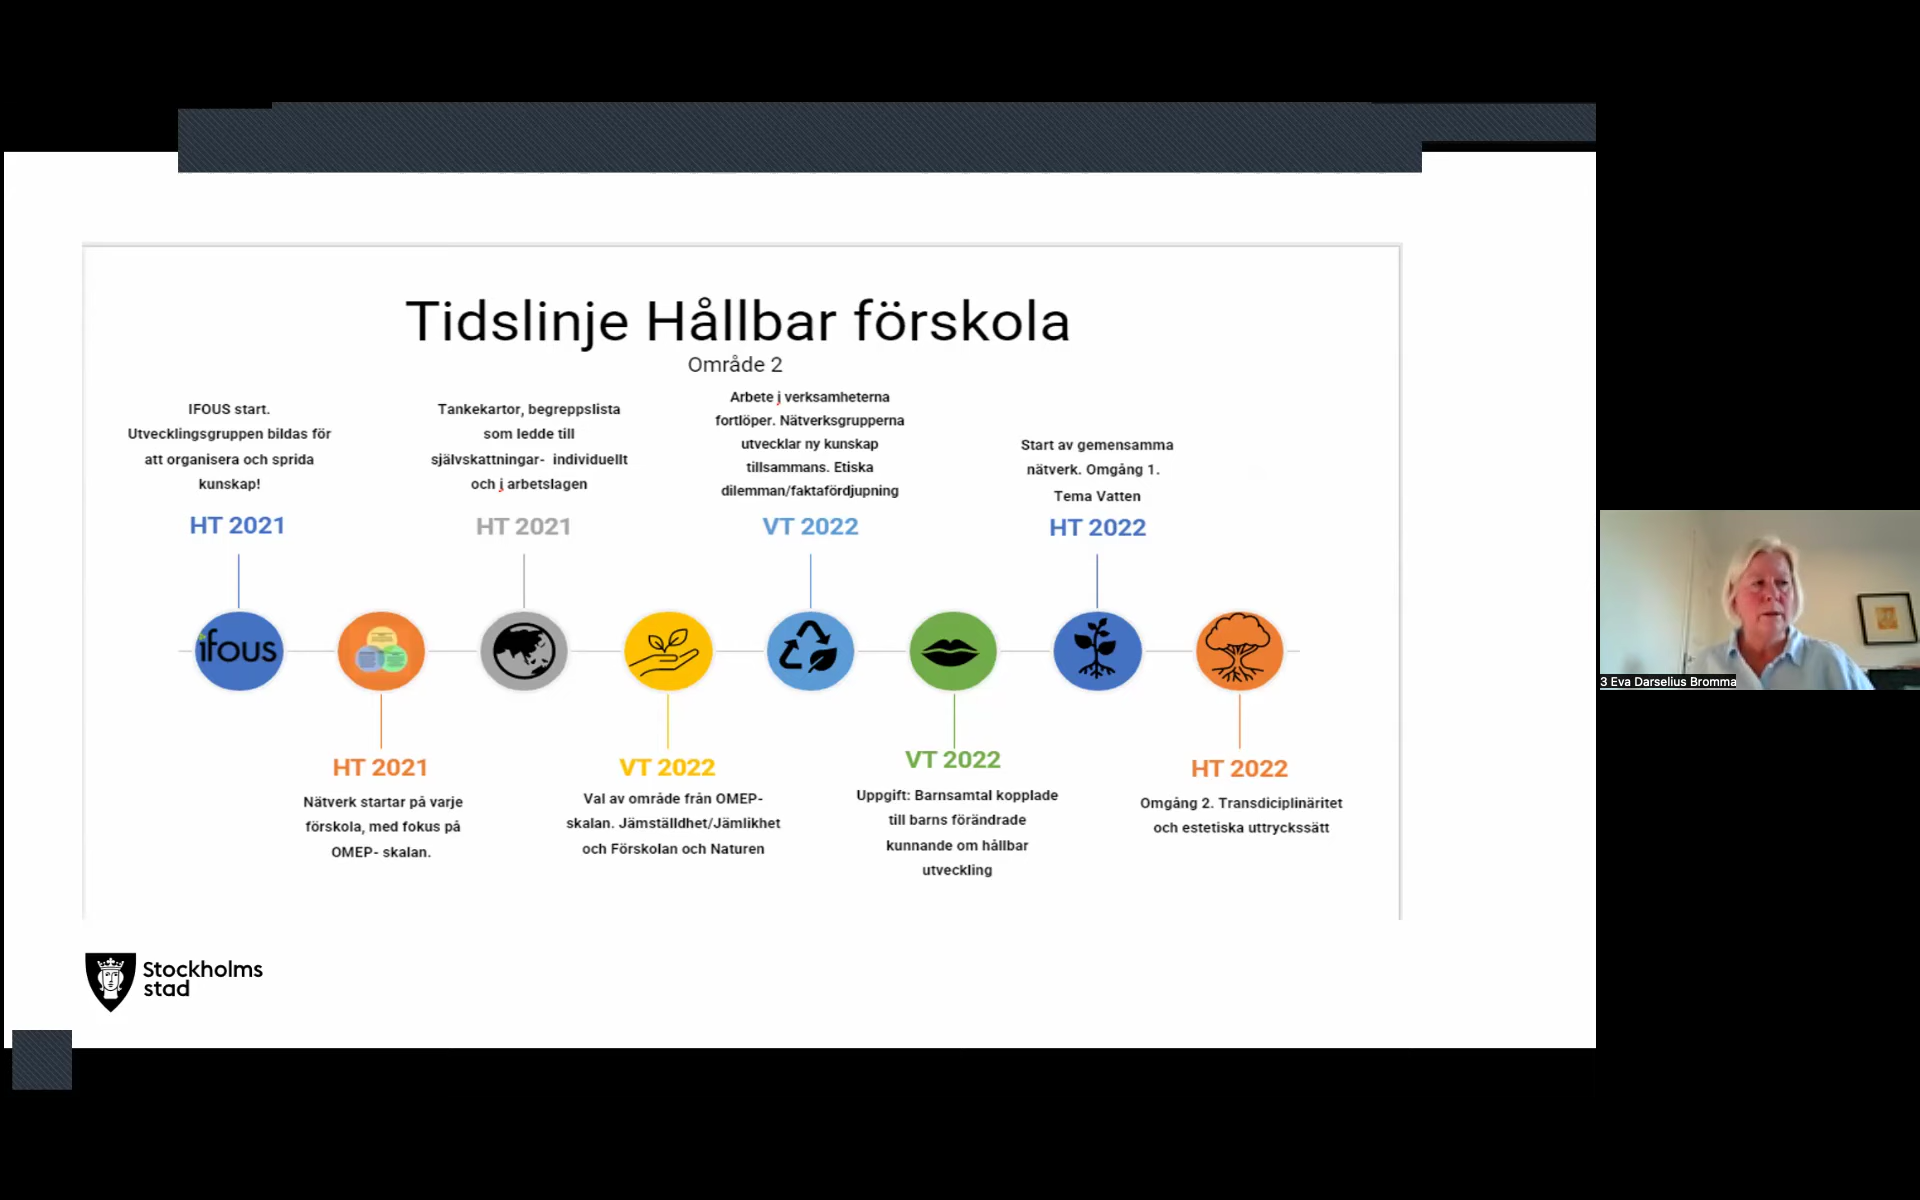 Tidslinje Hållbar förskola
Område 2
IFOUS start.
Utvecklingsgruppen bildas för
att organisera och sprida
kunskap!
HT 2021
Tankekartor, begreppslista
som ledde till
självskattningar- individuellt
och i arbetslagen
HT 2021
Arbete i verksamheterna
fortlöper. Nätverksgrupperna
utvecklar ny kunskap
tillsammans. Etiska
dilemman/faktafördjupning
VT 2022
Start av gemensamma
nätverk. Omgång 1.
Tema Vatten
HT 2022
ifous
HT 2021
Nätverk startar på varje
förskola, med fokus på
OMEP- skalan.
VT 2022
Val av område från OMEP-
skalan. Jämställdhet/Jämlikhet
och Förskolan och Naturen
VT 2022
Uppgift: Barnsamtal kopplade
till barns förändrade
kunnande om hållbar
utveckling
HT 2022
Omgång 2. Transdiciplinäritet
och estetiska uttryckssätt
Stockholms
stad
3 Eva Darselius Bromma